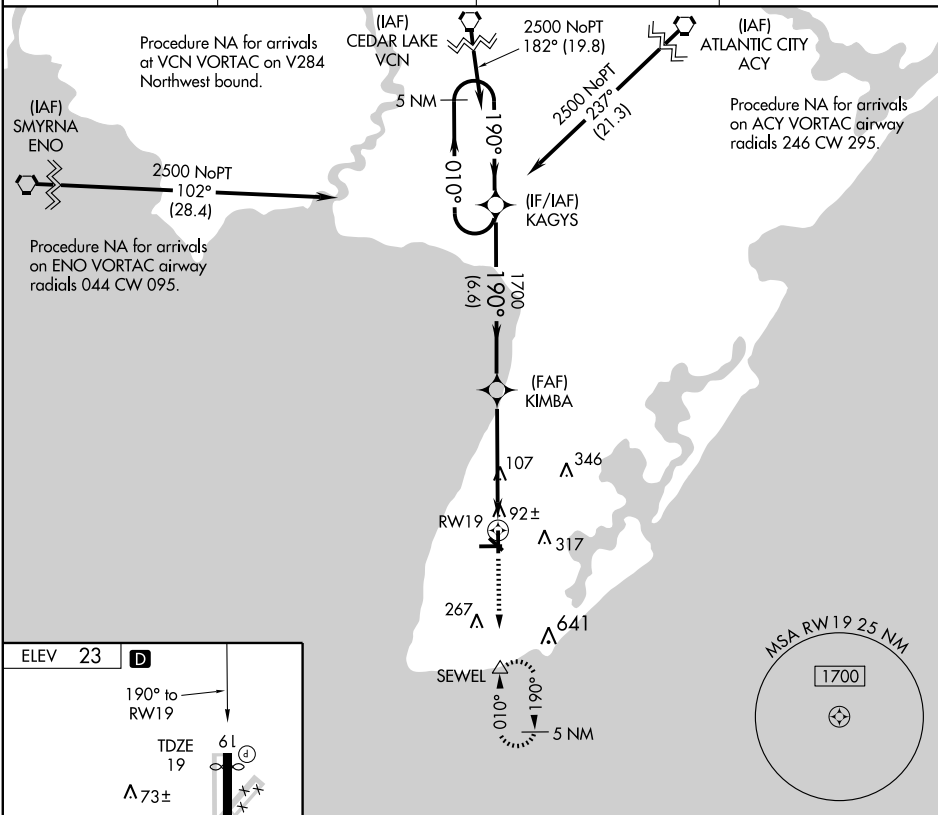 (IAF)
CEDAR LAKE
VCN
2500 NoPT
182° (19.8)
(IAF)
ATLANTIC CITY
ACY
Procedure NA for arrivals
at VCN VORTAC on V284
Northwest bound.
5 NM
2500 NoPT
237°
(21.3)
Procedure NA for arrivals
on ACY VORTAC airway
radials 246 CW 295.
(IAF)
SMYRNA
ENO
2500 NoPT
102°
(28.4)
190°
010°
(IF/IAF)
KAGYS
Procedure NA for arrivals
on ENO VORTAC airway
radials 044 CW 095.
1700
190°
(6.6)
(FAF)
KIMBA
107
346
92±
RW19
317
267
641
SEWEL
010°
190°
5 NM
MSA RW19 25 NM
1700
ELEV 23
D
190° to
RW19
TDZE
19
19
P
73±